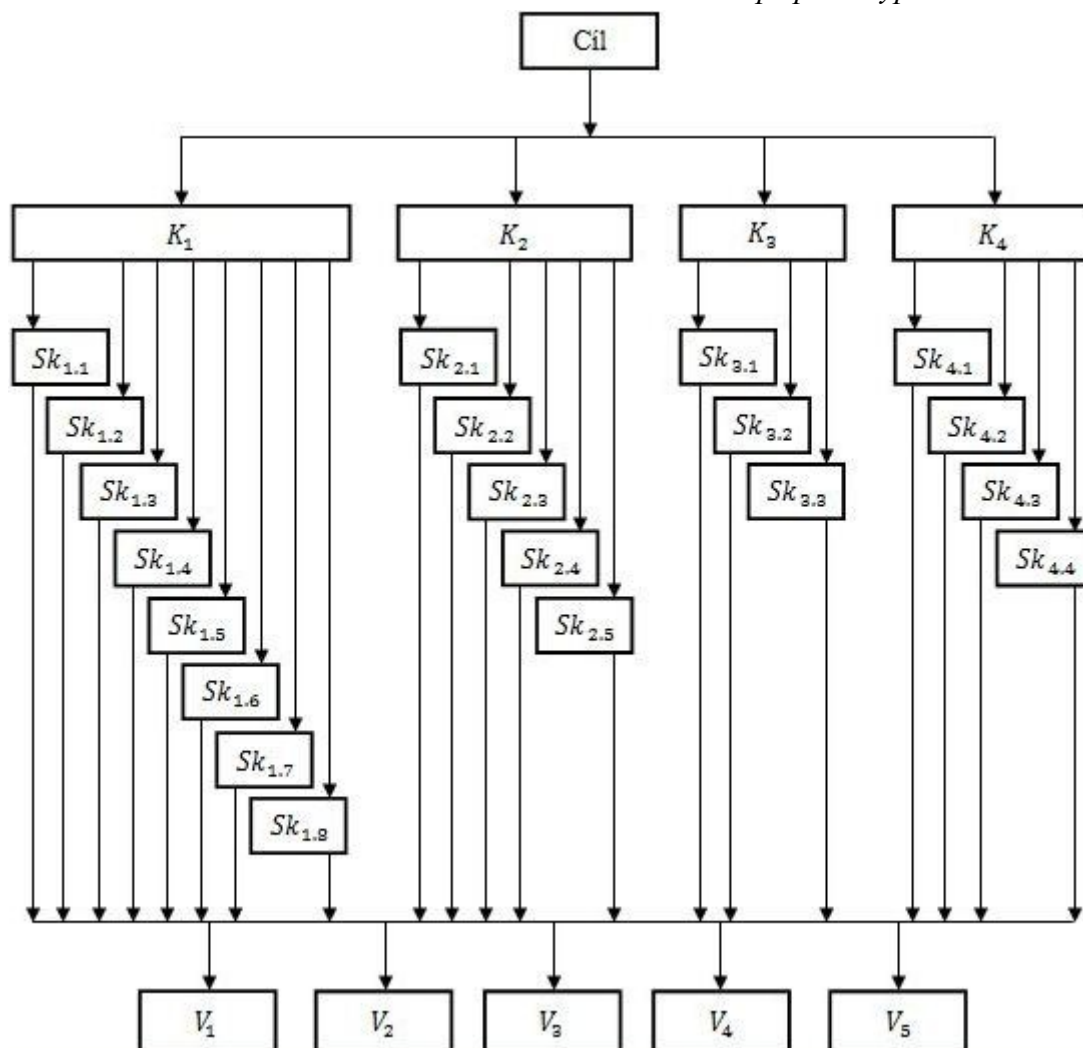 Cíl
K₁ K₂ K₃ K₄
Sk₁.₁ Sk₂.₁ Sk₃.₁ Sk₄.₁
Sk₁.₂ Sk₂.₂ Sk₃.₂ Sk₄.₂
Sk₁.₃ Sk₂.₃ Sk₃.₃ Sk₄.₃
Sk₁.₄ Sk₂.₄ Sk₄.₄
Sk₁.₅ Sk₂.₅
Sk₁.₆
Sk₁.₇
Sk₁.₈
V₁ V₂ V₃ V₄ V₅